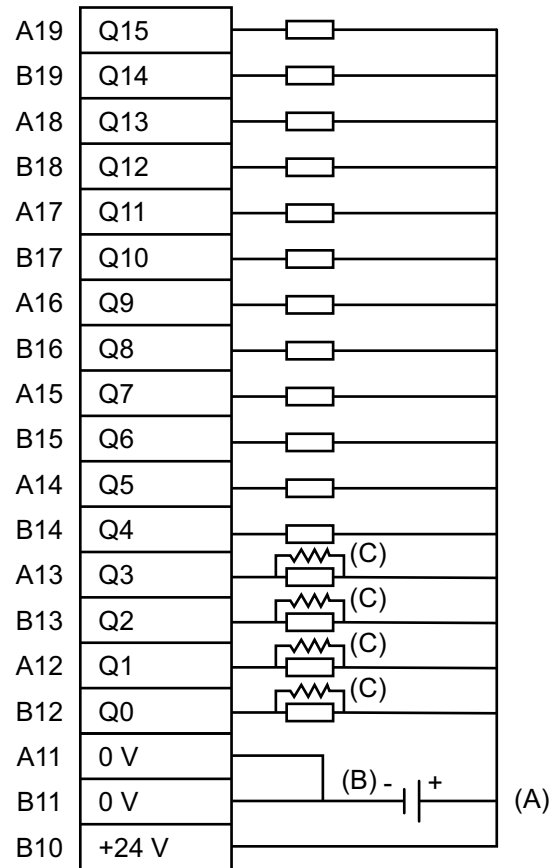 A19 Q15
B19 Q14
A18 Q13
B18 Q12
A17 Q11
B17 Q10
A16 Q9
B16 Q8
A15 Q7
B15 Q6
A14 Q5
B14 Q4
(C)
A13 Q3
(C)
B13 Q2
(C)
A12 Q1
(C)
B12 Q0
A11 0 V
(B) - +
B11 0 V (A)
B10 +24 V